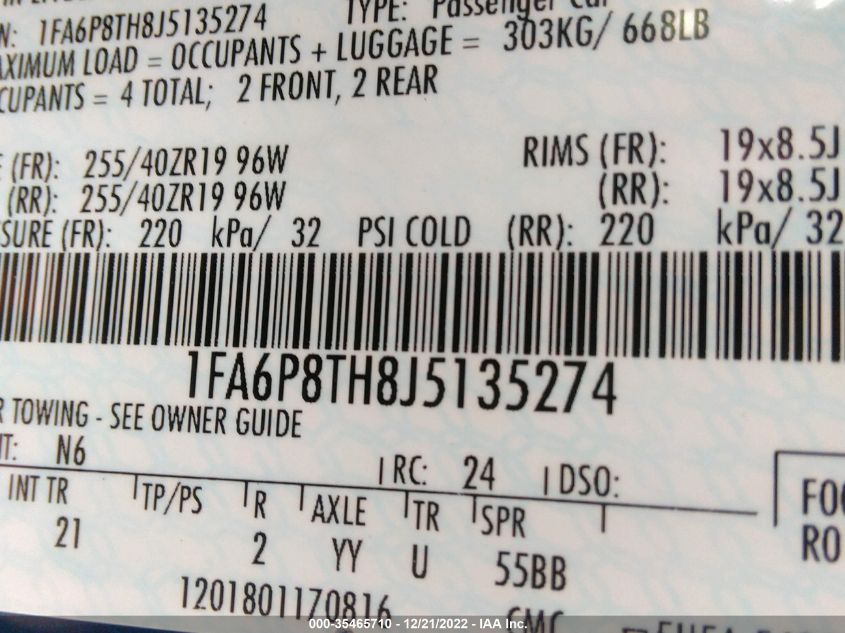 N: 1FA6P8TH8J5135274 TYPE: Passenger Car
AXIMUM LOAD = OCCUPANTS + LUGGAGE = 303KG/ 668LB
CUPANTS = 4 TOTAL; 2 FRONT, 2 REAR
E (FR): 255/40ZR19 96W RIMS (FR): 19x8.5J
(RR): 255/40ZR19 96W (RR): 19x8.5J
SURE (FR): 220 kPa/ 32 PSI COLD (RR): 220 kPa/ 32
1FA6P8TH8J5135274
R TOWING - SEE OWNER GUIDE
NT: N6 RC: 24 DSO:
INT TR TP/PS R AXLE TR SPR
21 2 YY U 55BB
FO
RO
1201801170816
000-35465710 - 12/21/2022 - IAA Inc.